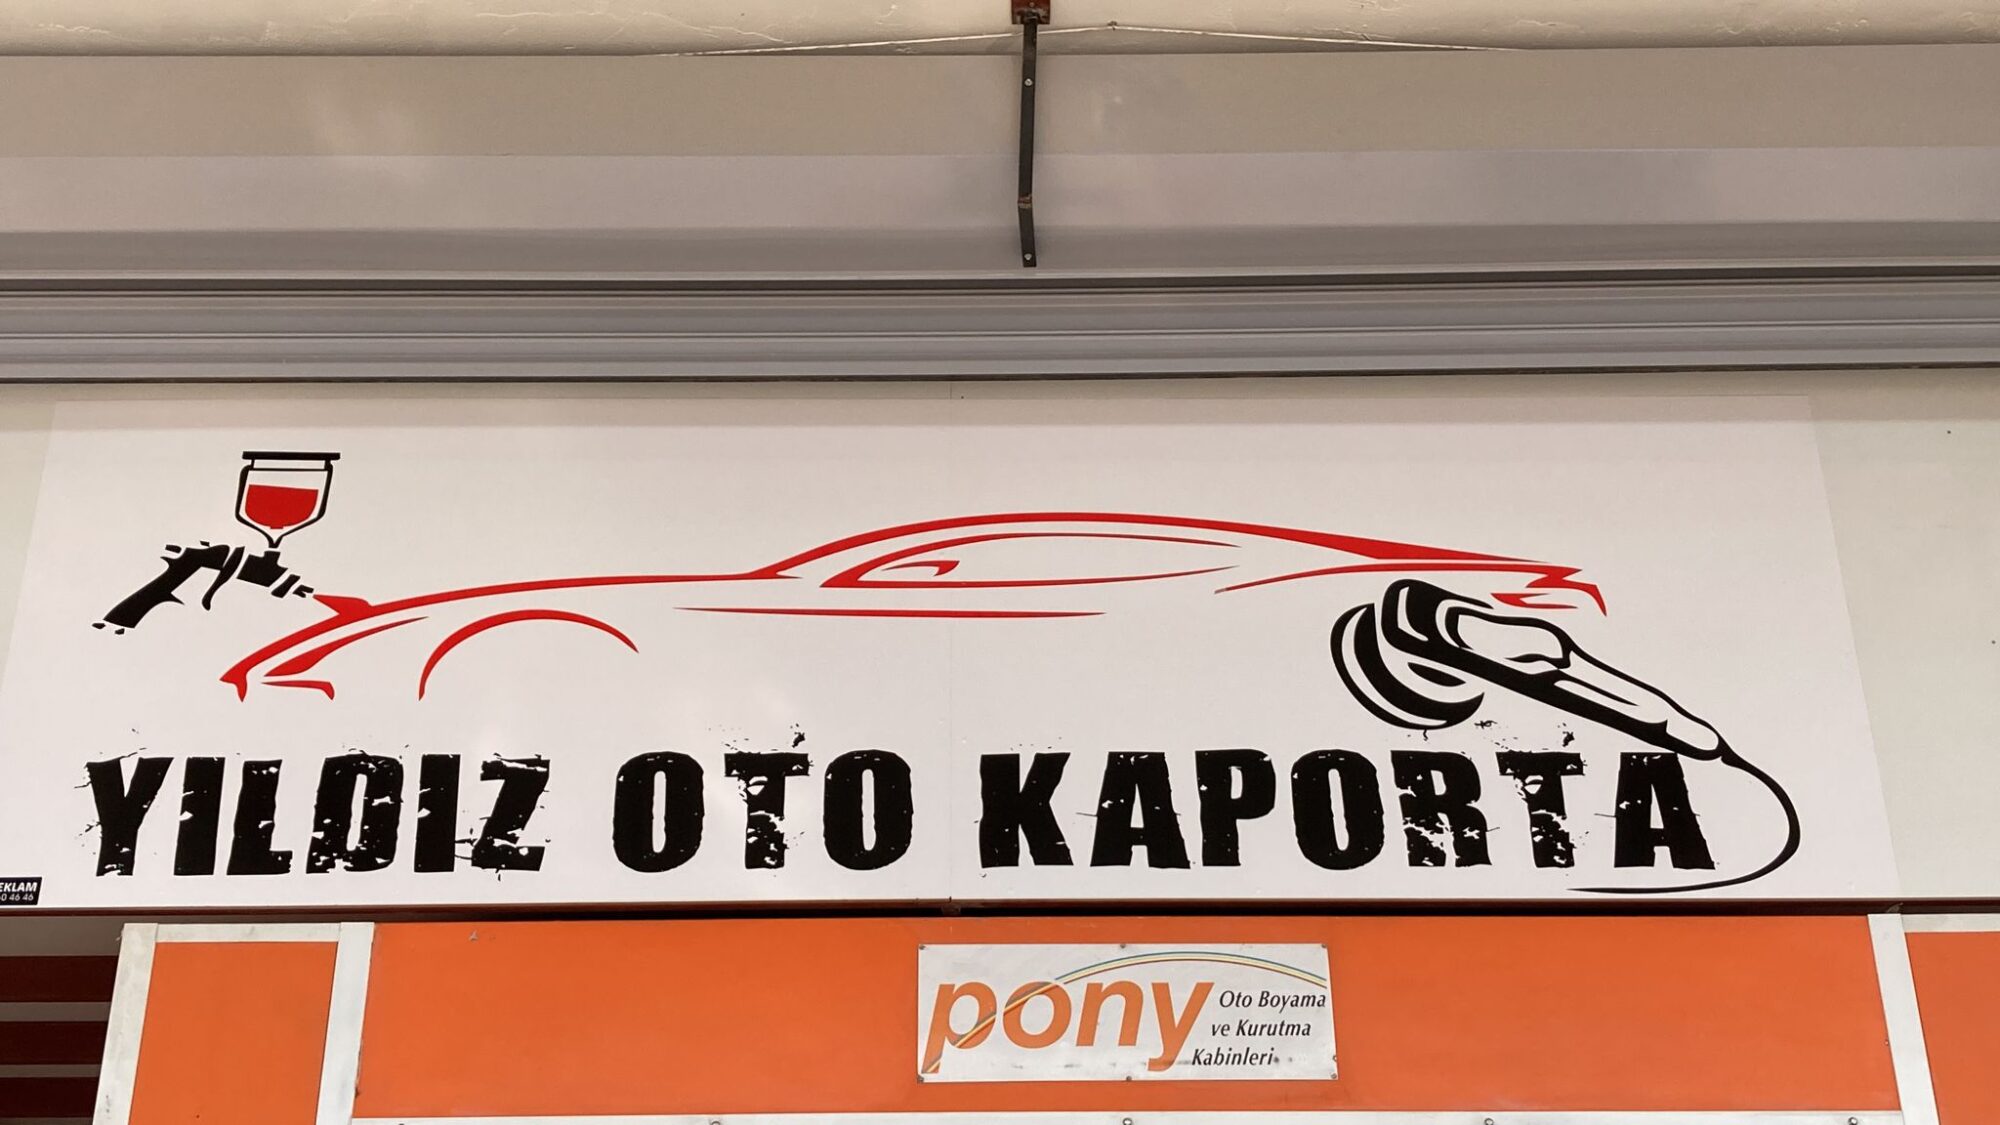 YILDIZ OTO KAPORTA
pony
Oto Boyama
ve Kurutma
Kabinleri